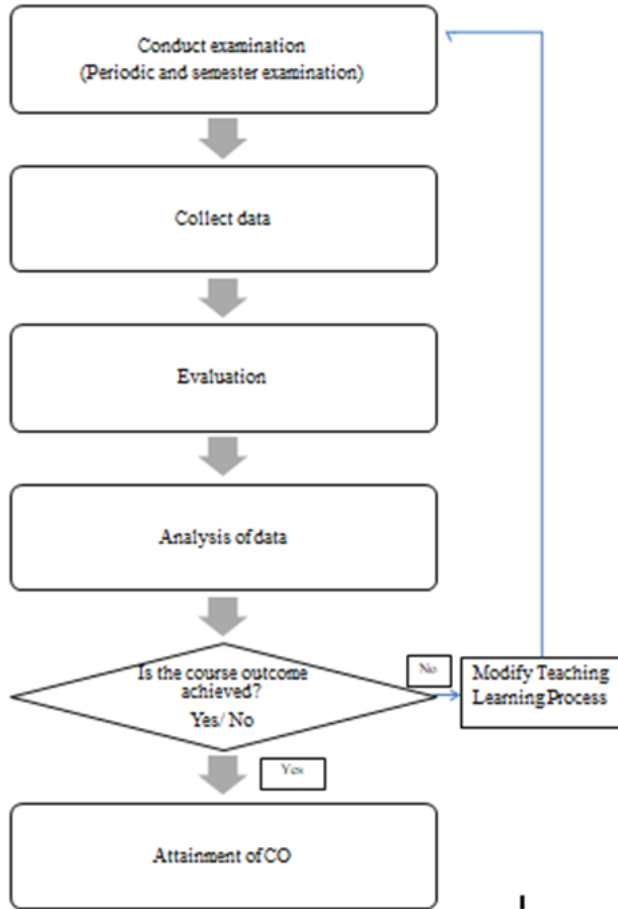 Conduct examination
(Periodic and semester examination)
Collect data
Evaluation
Analysis of data
Is the course outcome
achieved?
Yes/ No
No
Modify Teaching
Learning Process
Yes
Attainment of CO